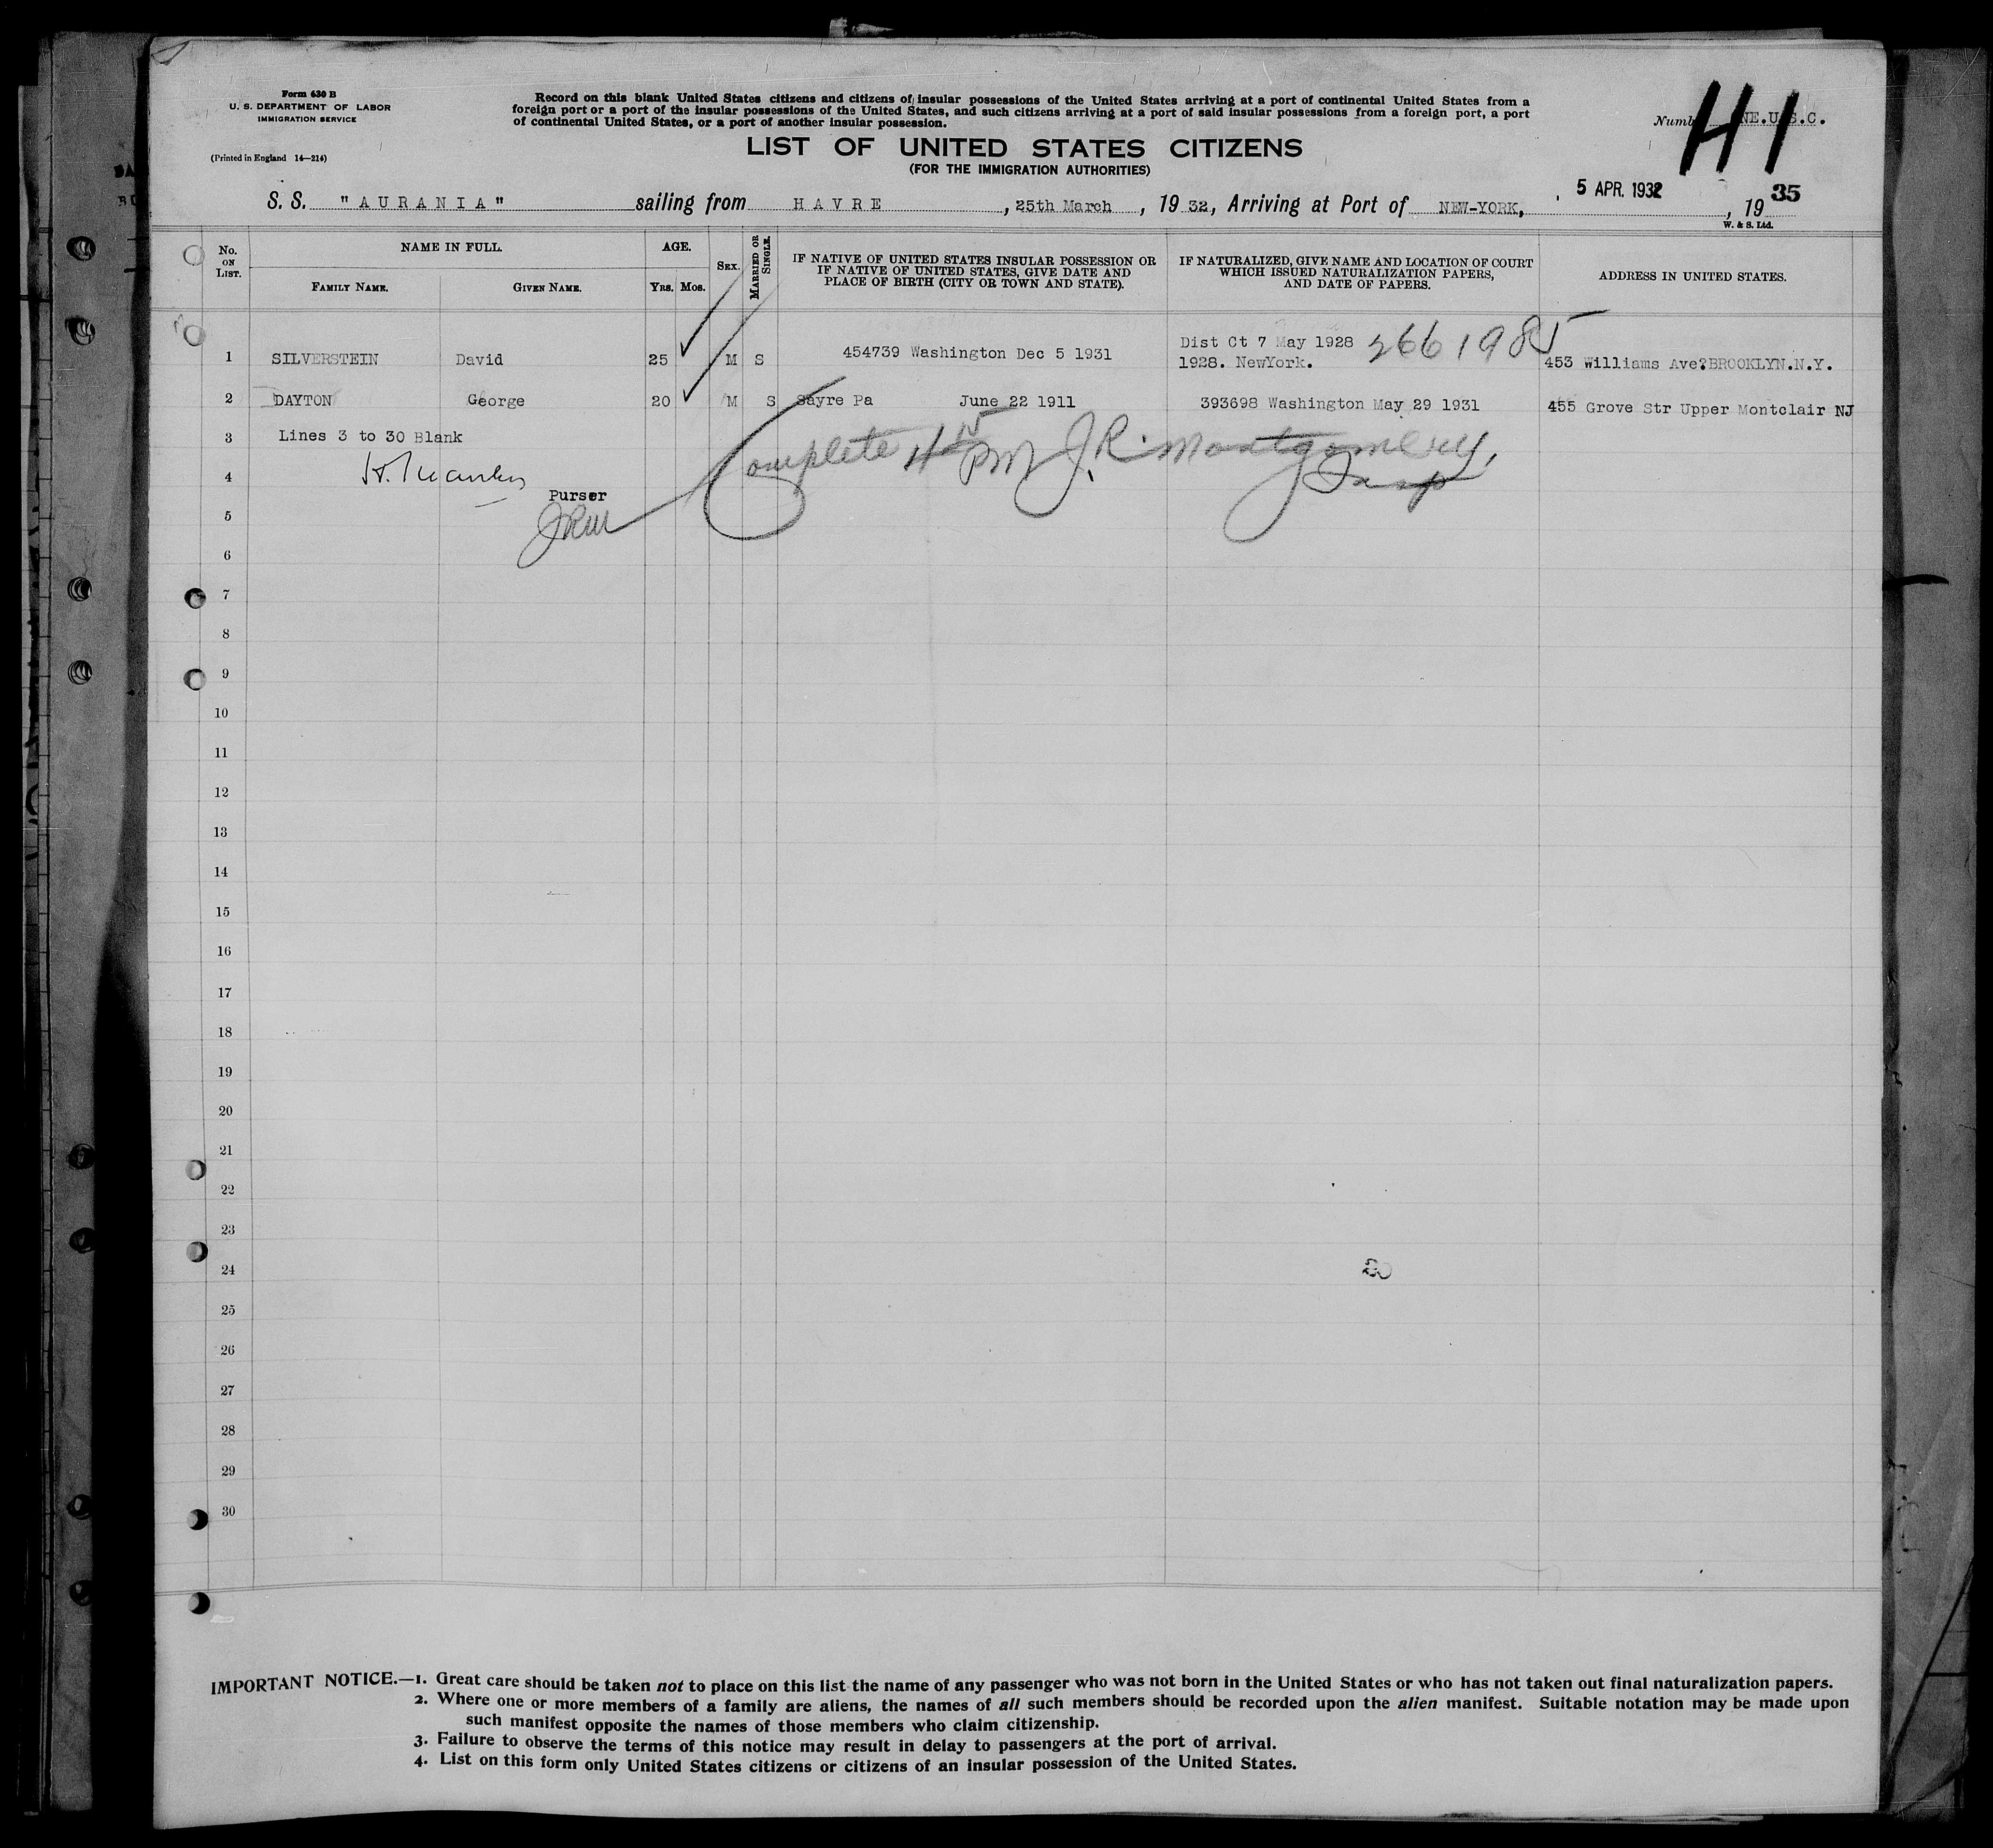 Form 630 B
U. S. DEPARTMENT OF LABOR
IMMIGRATION SERVICE
(Printed in England 14—214)
Record on this blank United States citizens and citizens of insular possessions of the United States arriving at a port of continental United States from a
foreign port or a port of the insular possessions of the United States, and such citizens arriving at a port of said insular possessions from a foreign port, a port
of continental United States, or a port of another insular possession.
LIST OF UNITED STATES CITIZENS
(FOR THE IMMIGRATION AUTHORITIES)
NE.U.S.C.
H1
S. S. "AURANIA" sailing from HAVRE, 25th March, 19 32, Arriving at Port of NEW-YORK, 5 APR. 1932, 19 35
W. & S. Ltd.
No. ON LIST.
NAME IN FULL.
FAMILY NAME. GIVEN NAME.
AGE.
YRS. MOS.
SEX.
MARRIED OR SINGLE.
IF NATIVE OF UNITED STATES INSULAR POSSESSION OR
IF NATIVE OF UNITED STATES, GIVE DATE AND
PLACE OF BIRTH (CITY OR TOWN AND STATE).
IF NATURALIZED, GIVE NAME AND LOCATION OF COURT
WHICH ISSUED NATURALIZATION PAPERS,
AND DATE OF PAPERS.
ADDRESS IN UNITED STATES.
Dist Ct 7 May 1928 2661985
1 SILVERSTEIN David 25 M S 454739 Washington Dec 5 1931 1928. NewYork. 453 Williams Ave?BROOKLYN.N.Y.
2 DAYTON George 20 M S Sayre Pa June 22 1911 393698 Washington May 29 1931 455 Grove Str Upper Montclair NJ
3 Lines 3 to 30 Blank
Complete PM J.R. Montgomery,
Insp
4
Purser
JRM
5
6
7
8
9
10
11
12
13
14
15
16
17
18
19
20
21
22
23
24
25
26
27
28
29
30
IMPORTANT NOTICE.—1. Great care should be taken not to place on this list the name of any passenger who was not born in the United States or who has not taken out final naturalization papers.
2. Where one or more members of a family are aliens, the names of all such members should be recorded upon the alien manifest. Suitable notation may be made upon
such manifest opposite the names of those members who claim citizenship.
3. Failure to observe the terms of this notice may result in delay to passengers at the port of arrival.
4. List on this form only United States citizens or citizens of an insular possession of the United States.